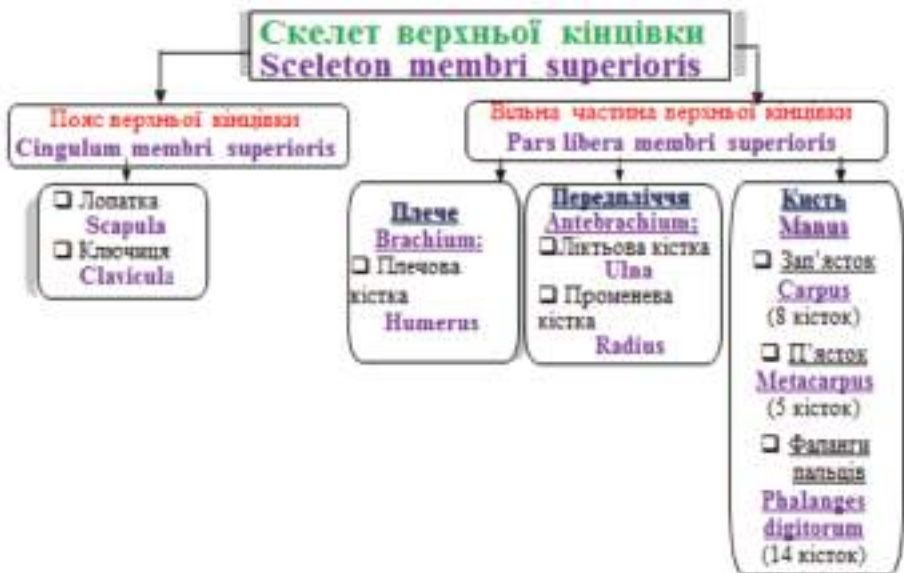 Скелет верхньої кінцівки
Sceleton membri superioris
Пояс верхньої кінцівки
Cingulum membri superioris
Вільна частина верхньої кінцівки
Pars libera membri superioris
❑ Лопатка
Scapula
❑ Ключиця
Clavicula
Плече
Brachium:
❑ Плечова
кістка
Humerus
Передпліччя
Antebrachium:
❑Ліктьова кістка
Ulna
❑ Променева
кістка
Radius
Кисть
Manus
❑ Зап’ясток
Carpus
(8 кісток)
❑ П’ясток
Metacarpus
(5 кісток)
❑ Фаланги
пальців
Phalanges
digitorum
(14 кісток)